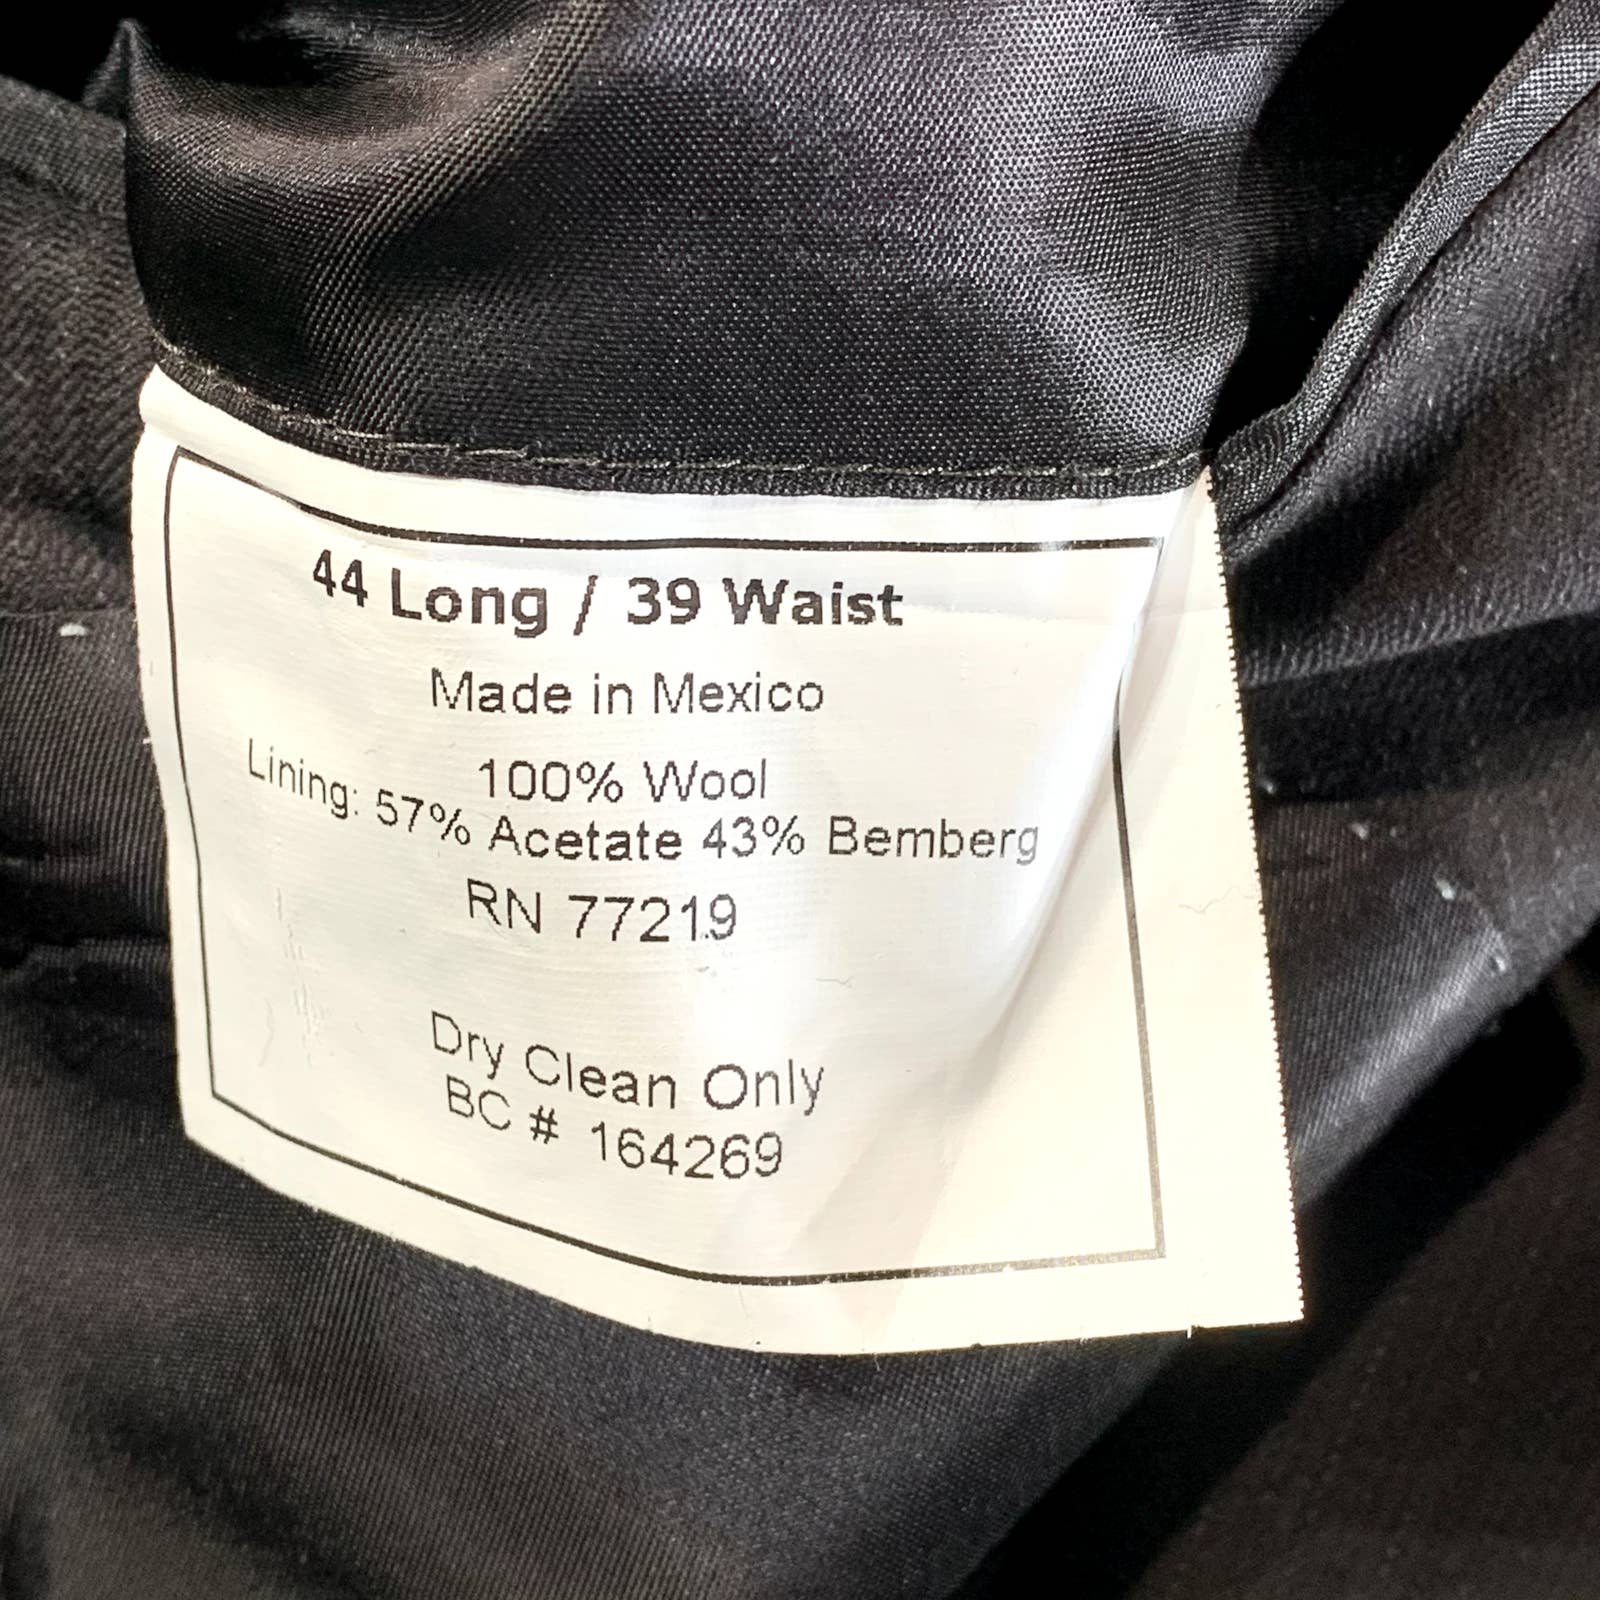 44 Long / 39 Waist
Made in Mexico
100% Wool
Lining: 57% Acetate 43% Bemberg
RN 77219
Dry Clean Only
BC # 164269